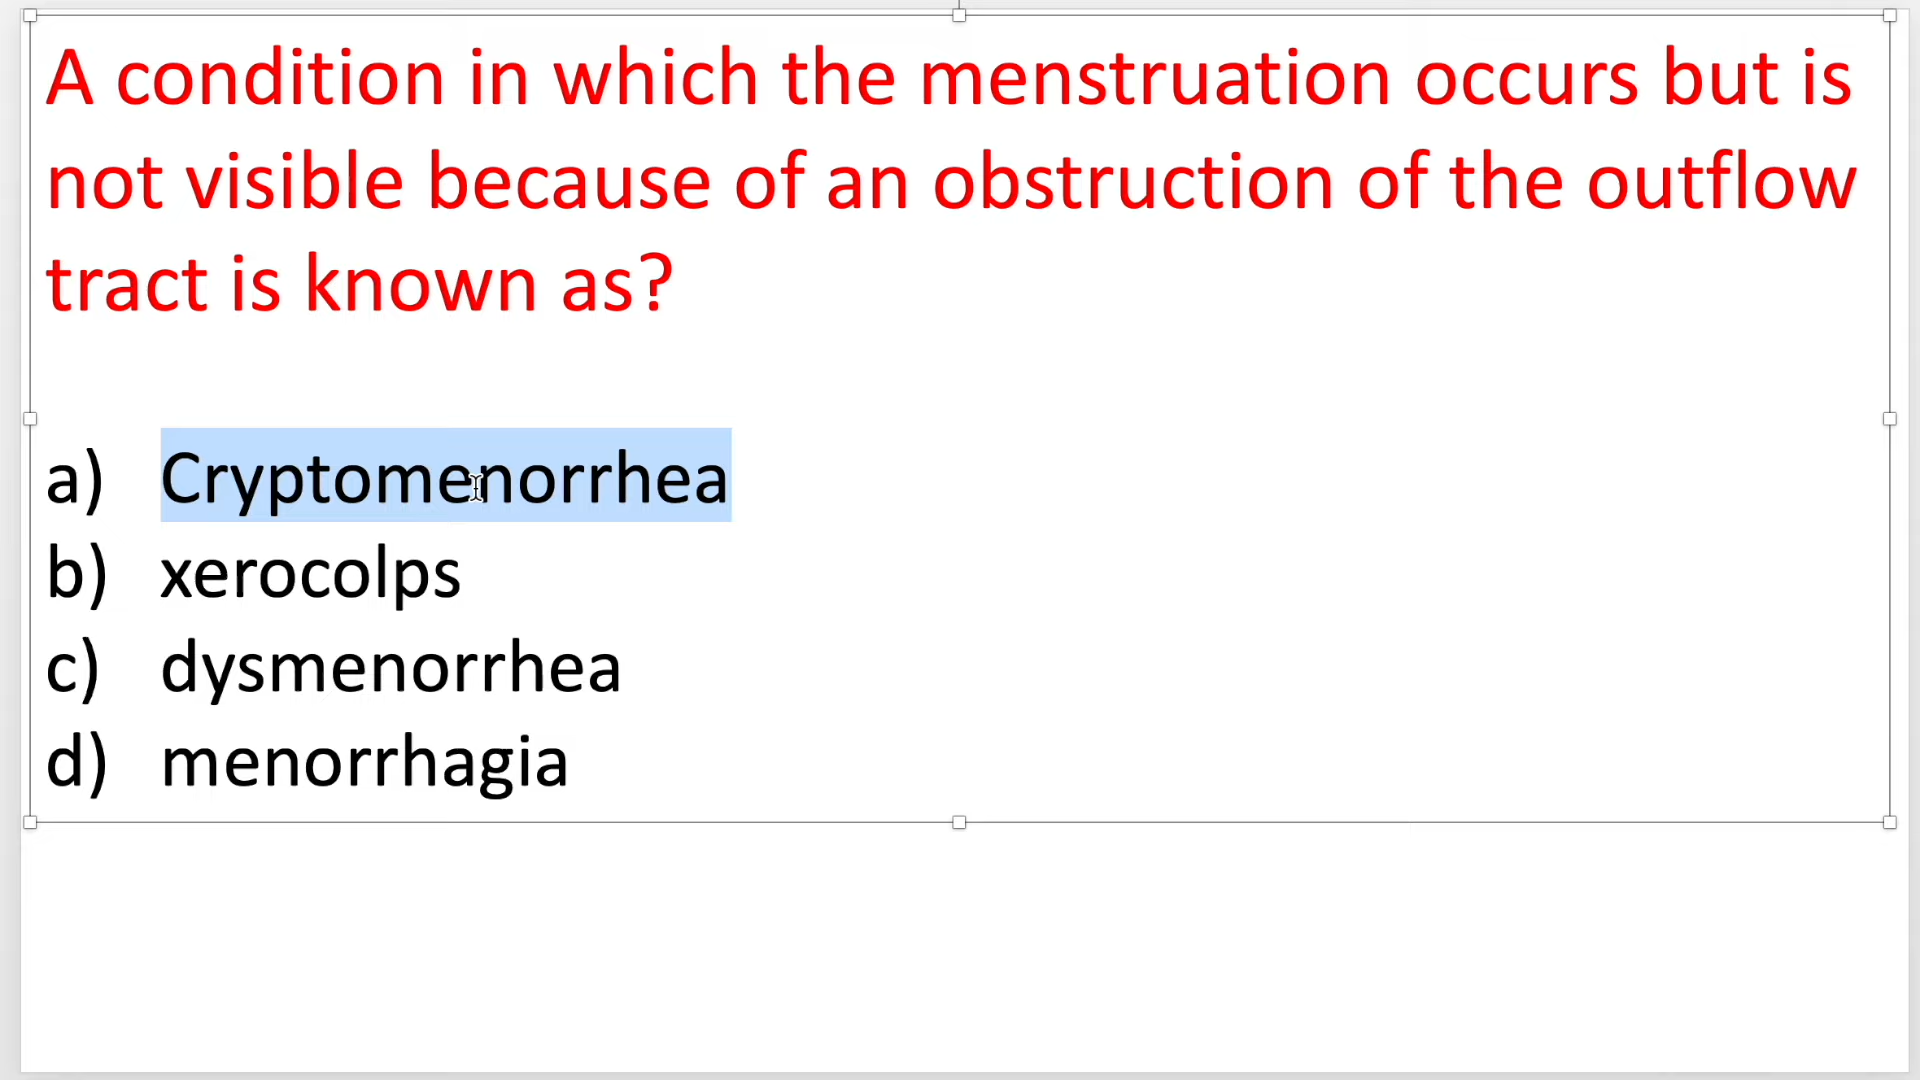 A condition in which the menstruation occurs but is
not visible because of an obstruction of the outflow
tract is known as?
a) Cryptomenorrhea
b) xerocolps
c) dysmenorrhea
d) menorrhagia